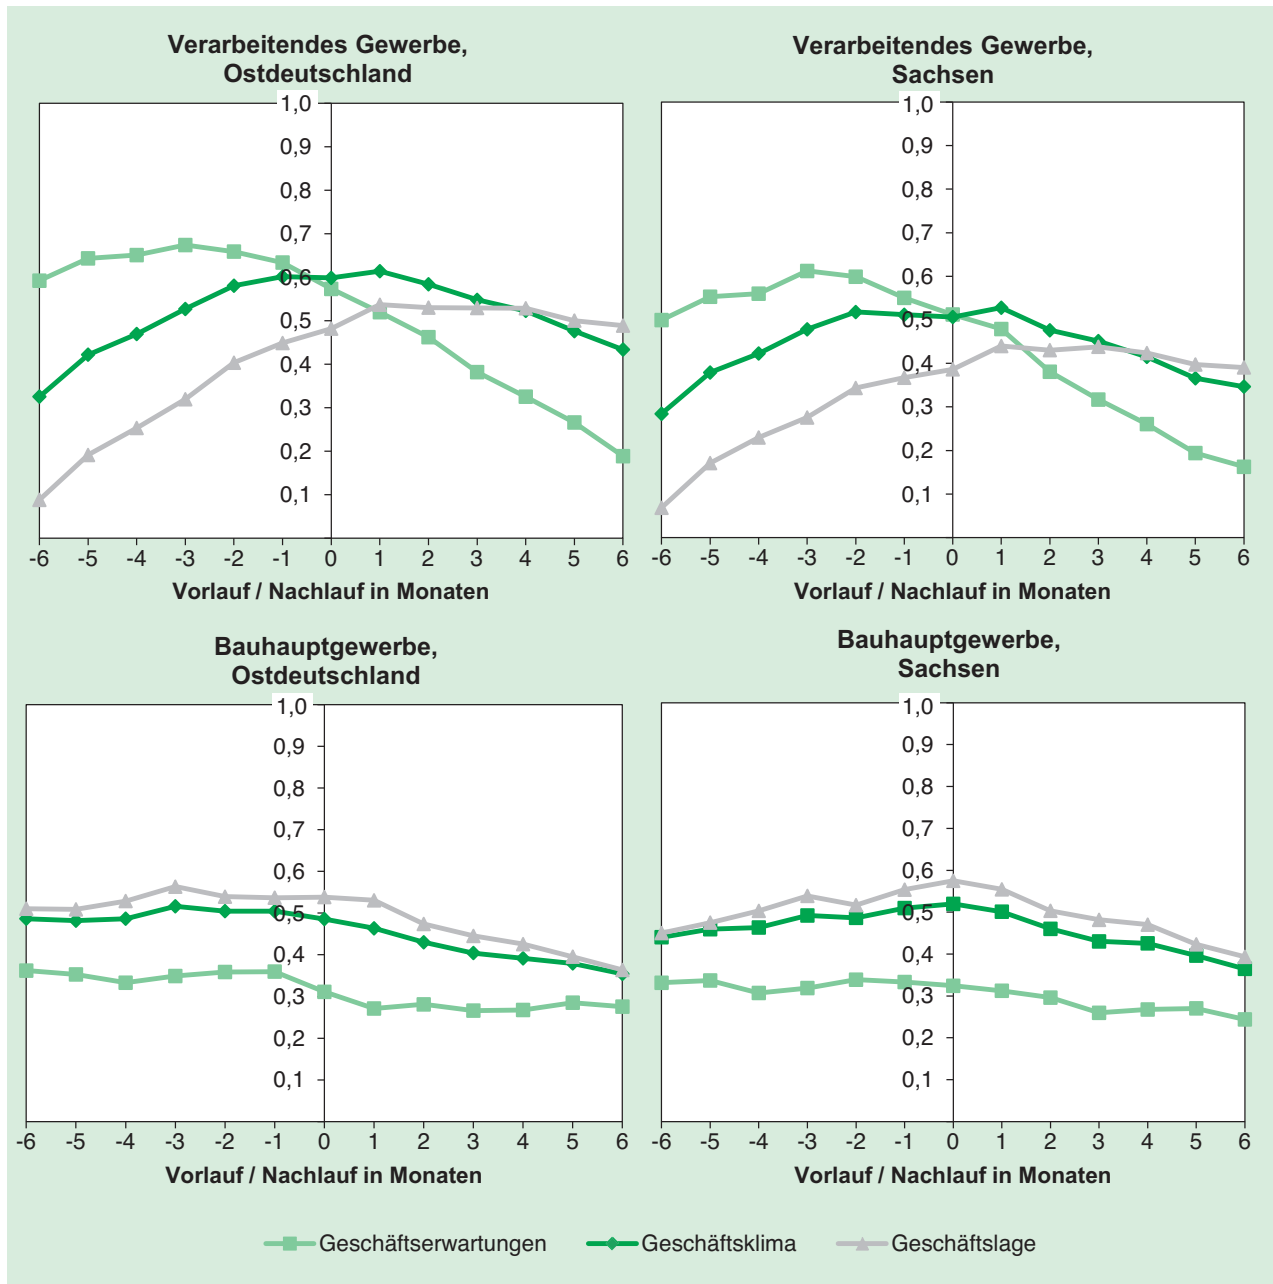 Verarbeitendes Gewerbe,
Ostdeutschland
1,0
0,9
0,8
0,7
0,6
0,5
0,4
0,3
0,2
0,1
-6 -5 -4 -3 -2 -1 0 1 2 3 4 5 6
Vorlauf / Nachlauf in Monaten
Verarbeitendes Gewerbe,
Sachsen
1,0
0,9
0,8
0,7
0,6
0,5
0,4
0,3
0,2
0,1
-6 -5 -4 -3 -2 -1 0 1 2 3 4 5 6
Vorlauf / Nachlauf in Monaten
Bauhauptgewerbe,
Ostdeutschland
1,0
0,9
0,8
0,7
0,6
0,5
0,4
0,3
0,2
0,1
-6 -5 -4 -3 -2 -1 0 1 2 3 4 5 6
Vorlauf / Nachlauf in Monaten
Bauhauptgewerbe,
Sachsen
1,0
0,9
0,8
0,7
0,6
0,5
0,4
0,3
0,2
0,1
-6 -5 -4 -3 -2 -1 0 1 2 3 4 5 6
Vorlauf / Nachlauf in Monaten
Geschäftserwartungen Geschäftsklima Geschäftslage